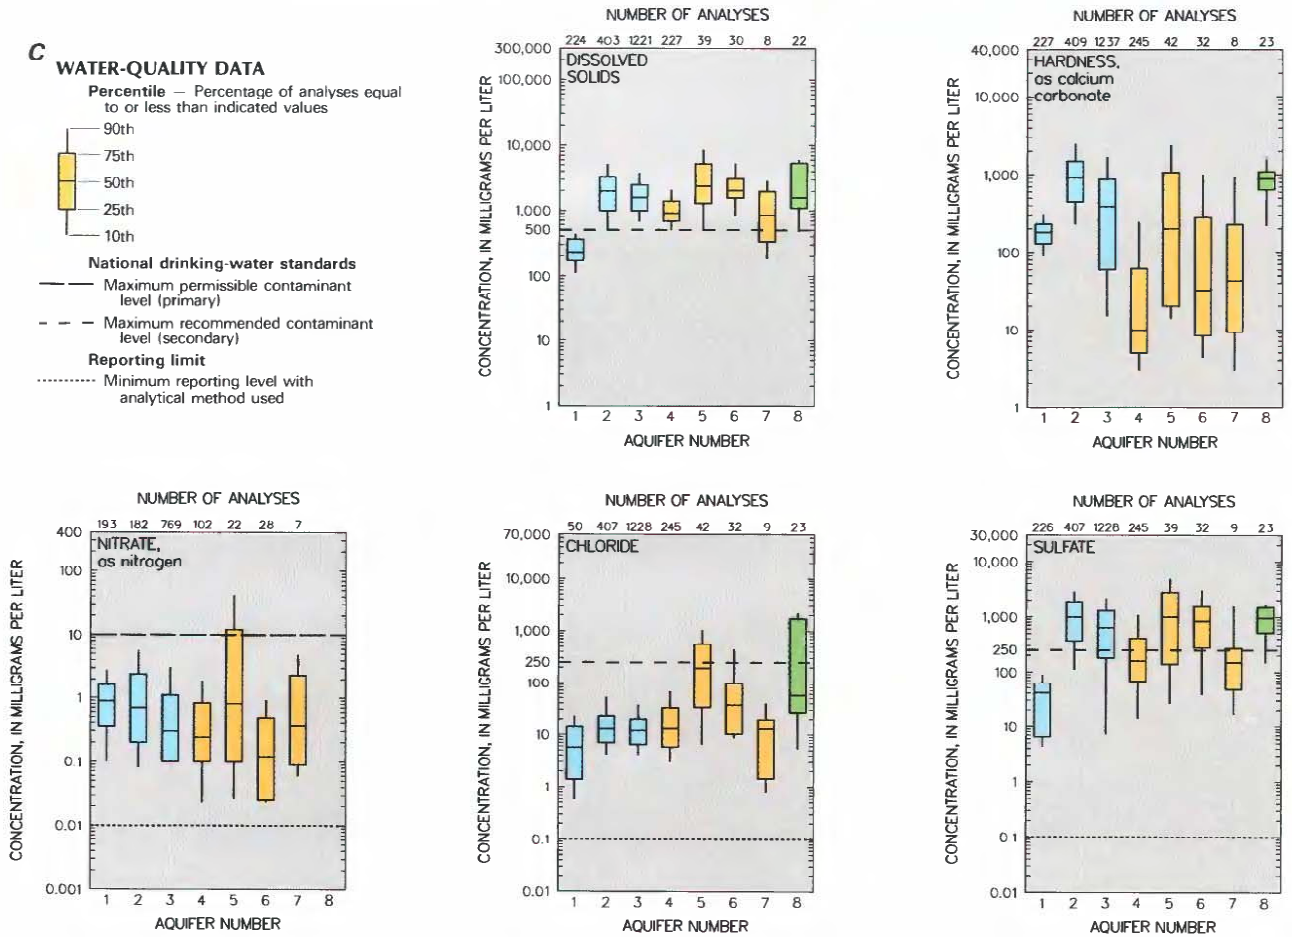 C
WATER-QUALITY DATA
Percentile — Percentage of analyses equal
to or less than indicated values
90th
75th
50th
25th
10th
National drinking-water standards
Maximum permissible contaminant
level (primary)
Maximum recommended contaminant
level (secondary)
Reporting limit
Minimum reporting level with
analytical method used
NUMBER OF ANALYSES
224 403 1221 227 39 30 8 22
DISSOLVED
SOLIDS
CONCENTRATION, IN MILLIGRAMS PER LITER
300,000
100,000
10,000
1,000
500
100
10
1
1 2 3 4 5 6 7 8
AQUIFER NUMBER
NUMBER OF ANALYSES
227 409 1237 245 42 32 8 23
HARDNESS,
as calcium
carbonate
CONCENTRATION, IN MILLIGRAMS PER LITER
40,000
10,000
1,000
100
10
1
1 2 3 4 5 6 7 8
AQUIFER NUMBER
NUMBER OF ANALYSES
193 182 769 102 22 28 7
NITRATE,
as nitrogen
CONCENTRATION, IN MILLIGRAMS PER LITER
400
100
10
1
0.1
0.01
0.001
1 2 3 4 5 6 7 8
AQUIFER NUMBER
NUMBER OF ANALYSES
50 407 1228 245 42 32 9 23
CHLORIDE
CONCENTRATION, IN MILLIGRAMS PER LITER
70,000
10,000
1,000
250
100
10
1
0.1
0.01
1 2 3 4 5 6 7 8
AQUIFER NUMBER
NUMBER OF ANALYSES
226 407 1226 245 39 32 9 23
SULFATE
CONCENTRATION, IN MILLIGRAMS PER LITER
30,000
10,000
1,000
250
100
10
1
0.1
0.01
1 2 3 4 5 6 7 8
AQUIFER NUMBER